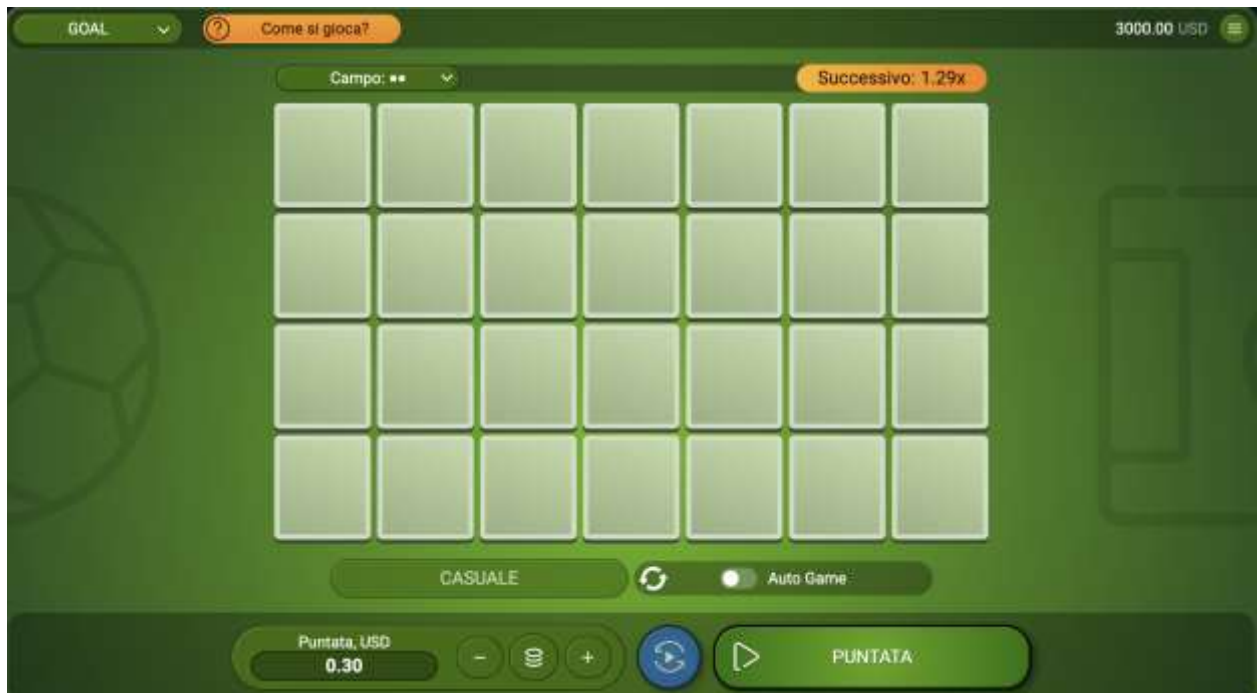 GOAL
Come si gioca?
3000.00 USD
Campo:
Successivo: 1.29x
CASUALE
Auto Game
Puntata, USD
0.30
PUNTATA